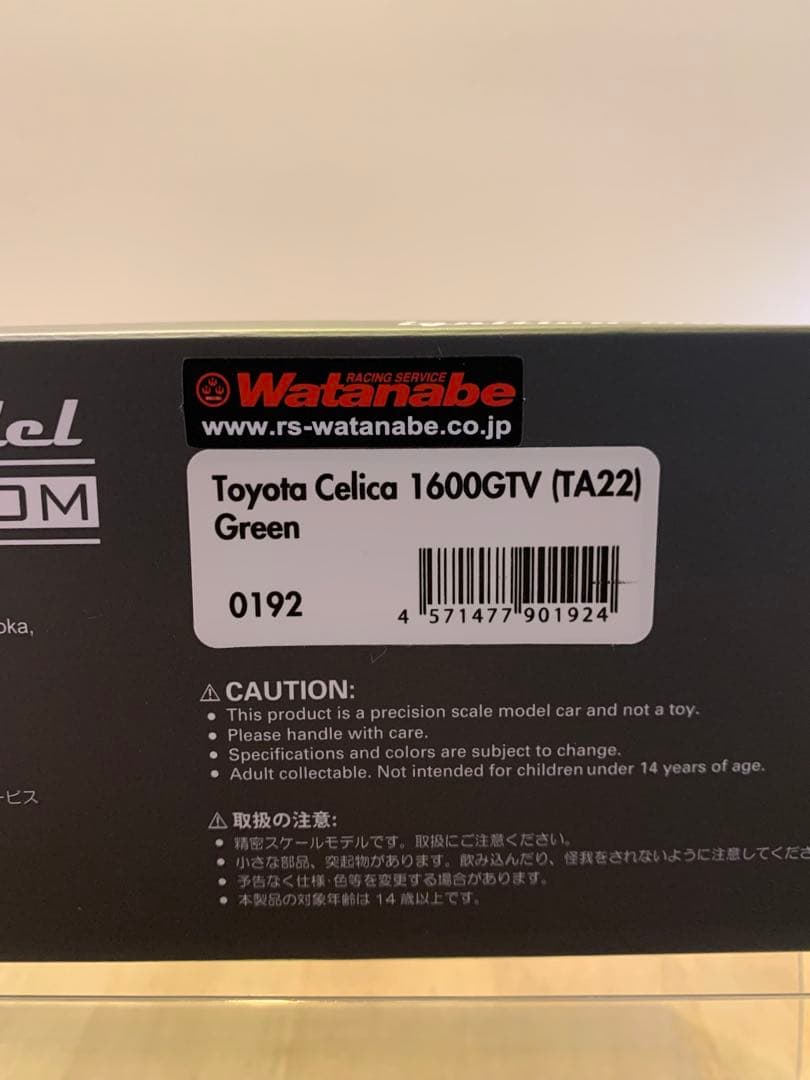 RACING SERVICE
Watanabe
www.rs-watanabe.co.jp
Toyota Celica 1600GTV (TA22)
Green
0192
4 571477 901924
oka,
ービス
CAUTION:
• This product is a precision scale model car and not a toy.
• Please handle with care.
• Specifications and colors are subject to change.
• Adult collectable. Not intended for children under 14 years of age.
取扱の注意:
• 精密スケールモデルです。取扱にご注意ください。
• 小さな部品、突起物があります。飲み込んだり、怪我をされないように注意してくださ
• 予告なく仕様·色等を変更する場合があります。
• 本製品の対象年齢は 14 歳以上です。